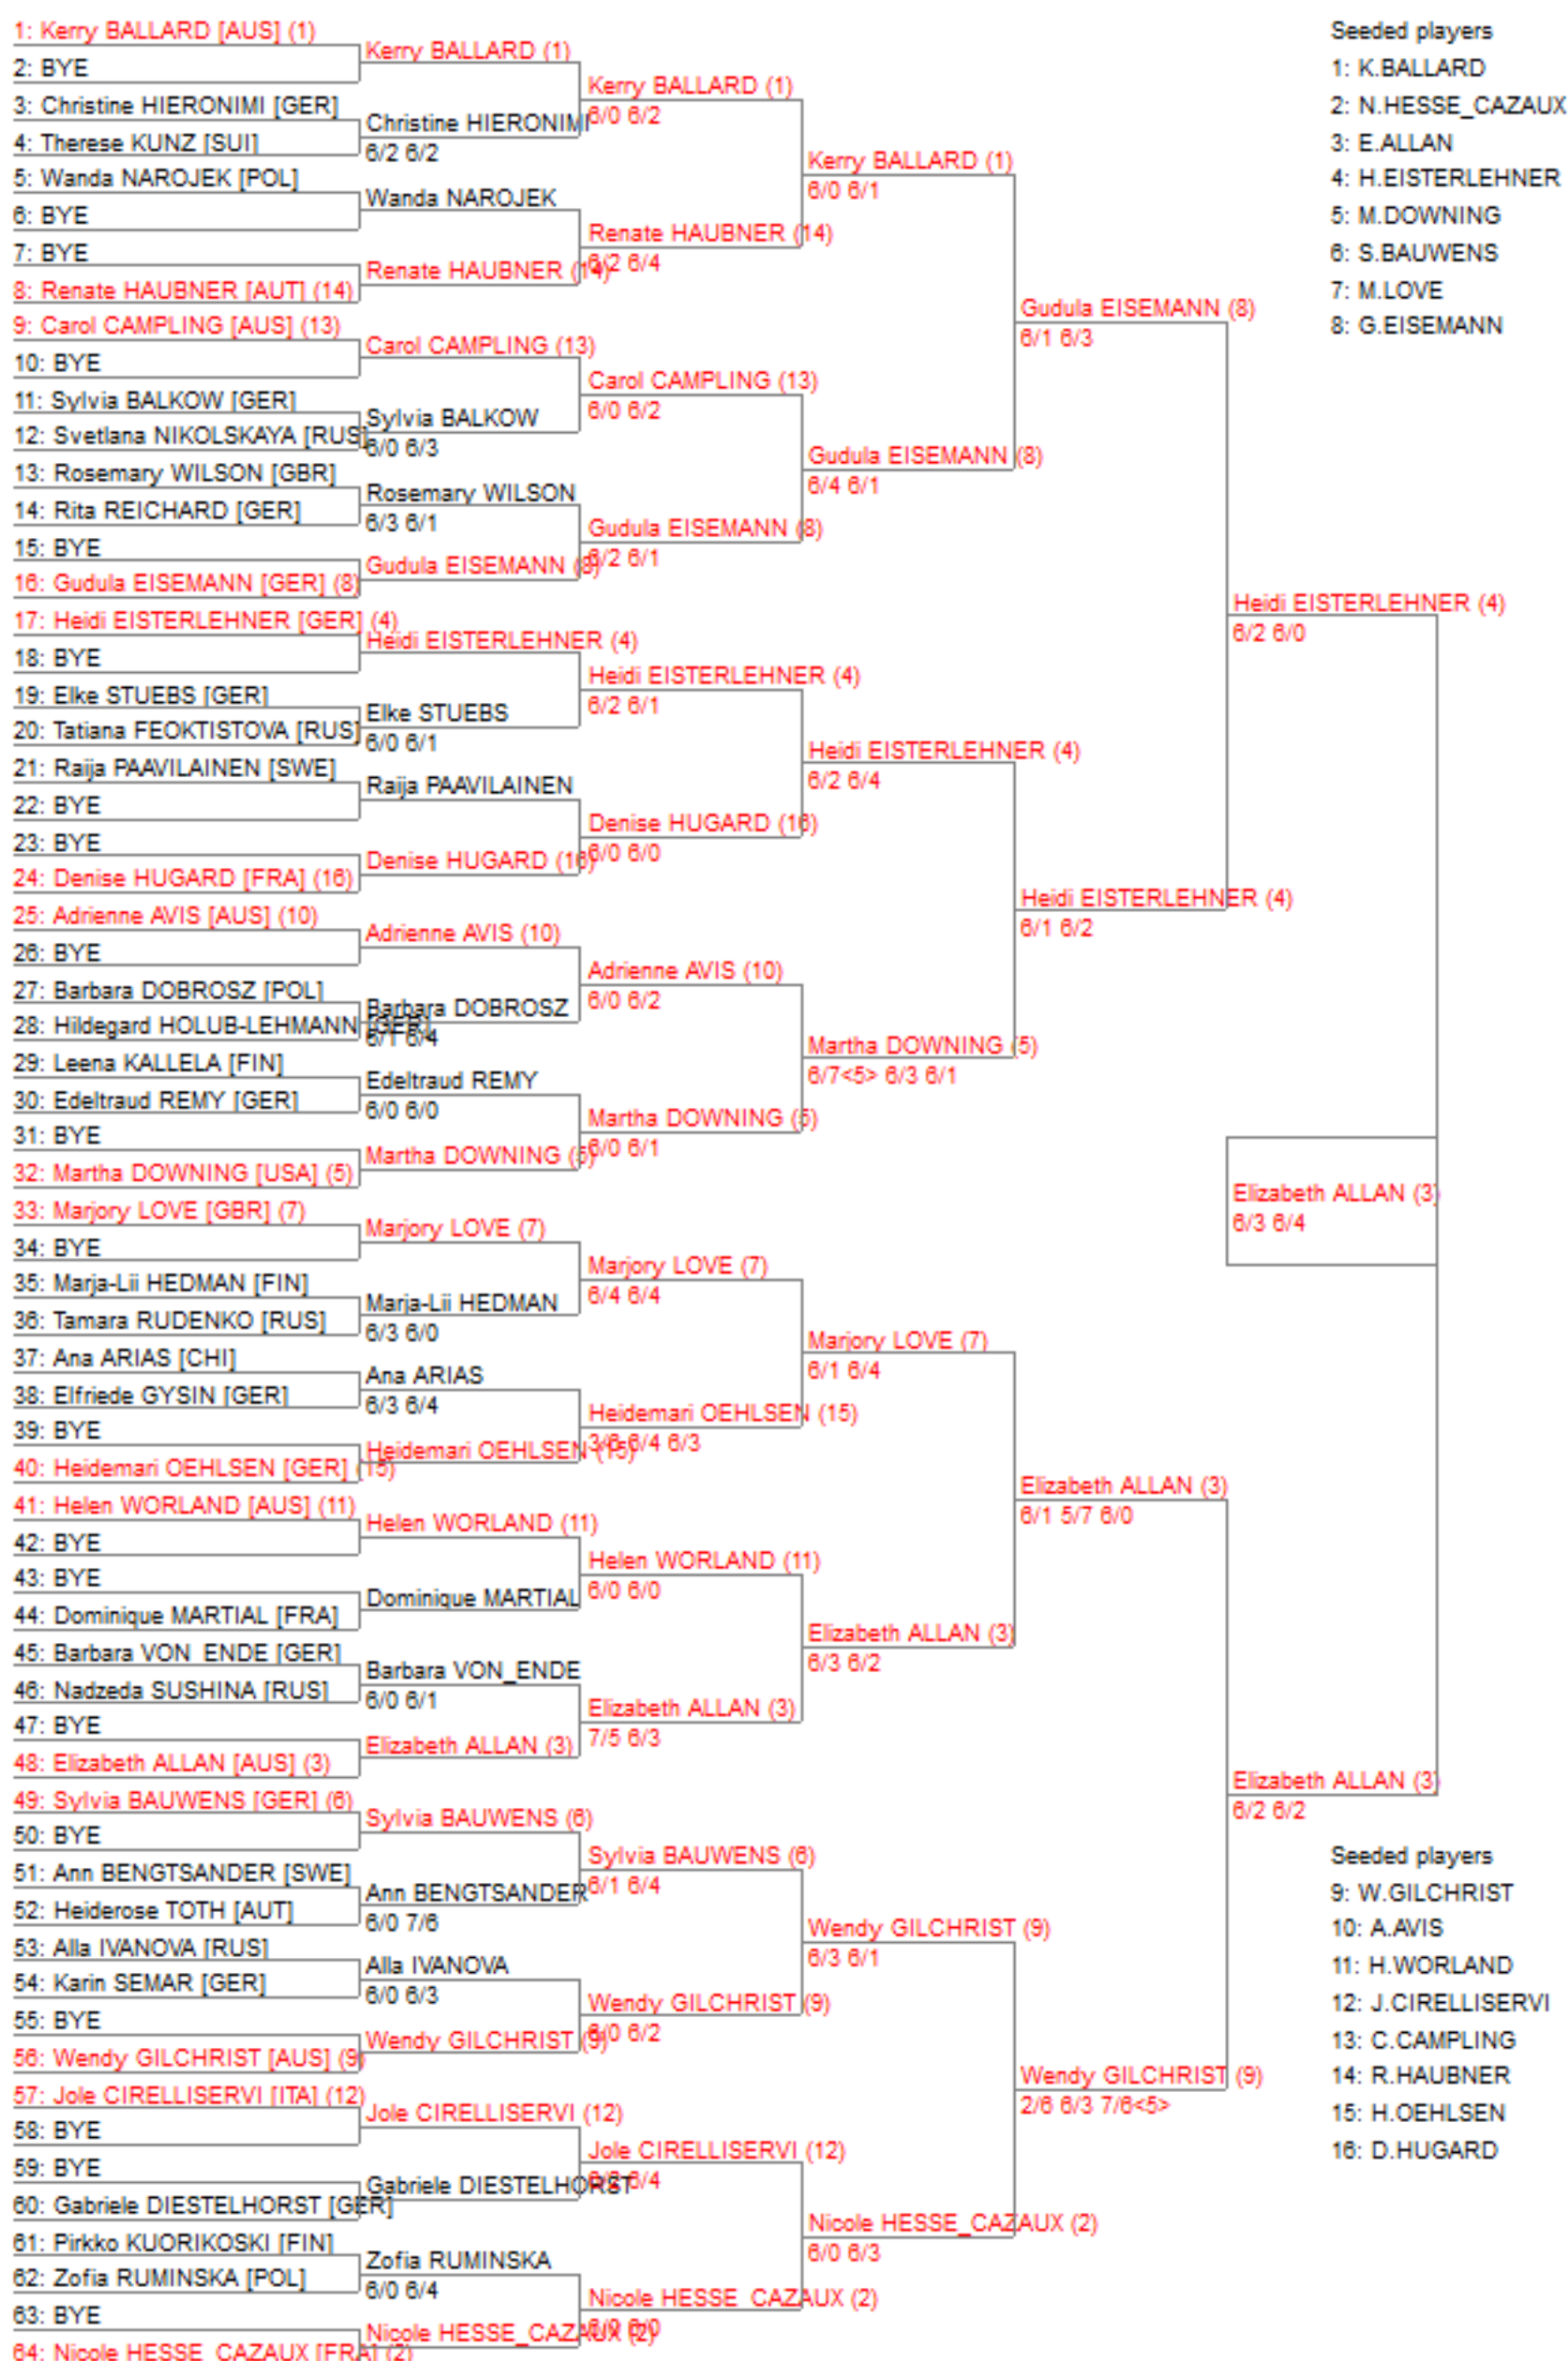 1: Kerry BALLARD [AUS] (1)
2: BYE
3: Christine HIERONIMI [GER]
4: Therese KUNZ [SUI]
5: Wanda NAROJEK [POL]
6: BYE
7: BYE
8: Renate HAUBNER [AUT] (14)
9: Carol CAMPLING [AUS] (13)
10: BYE
11: Sylvia BALKOW [GER]
12: Svetlana NIKOLSKAYA [RUS]
13: Rosemary WILSON [GBR]
14: Rita REICHARD [GER]
15: BYE
16: Gudula EISEMANN [GER] (8)
17: Heidi EISTERLEHNER [GER] (4)
18: BYE
19: Elke STUEBS [GER]
20: Tatiana FEOKTISTOVA [RUS]
21: Raija PAAVILAINEN [SWE]
22: BYE
23: BYE
24: Denise HUGARD [FRA] (16)
25: Adrienne AVIS [AUS] (10)
26: BYE
27: Barbara DOBROSZ [POL]
28: Hildegard HOLUB-LEHMANN [GER]
29: Leena KALLELA [FIN]
30: Edeltraud REMY [GER]
31: BYE
32: Martha DOWNING [USA] (5)
33: Marjory LOVE [GBR] (7)
34: BYE
35: Marja-Lii HEDMAN [FIN]
36: Tamara RUDENKO [RUS]
37: Ana ARIAS [CHI]
38: Elfriede GYSIN [GER]
39: BYE
40: Heidemari OEHLSEN [GER] (15)
41: Helen WORLAND [AUS] (11)
42: BYE
43: BYE
44: Dominique MARTIAL [FRA]
45: Barbara VON_ENDE [GER]
46: Nadzeda SUSHINA [RUS]
47: BYE
48: Elizabeth ALLAN [AUS] (3)
49: Sylvia BAUWENS [GER] (6)
50: BYE
51: Ann BENGTSANDER [SWE]
52: Heiderose TOTH [AUT]
53: Alla IVANOVA [RUS]
54: Karin SEMAR [GER]
55: BYE
56: Wendy GILCHRIST [AUS] (9)
57: Jole CIRELLISERVI [ITA] (12)
58: BYE
59: BYE
60: Gabriele DIESTELHORST [GER]
61: Pirkko KUORIKOSKI [FIN]
62: Zofia RUMINSKA [POL]
63: BYE
64: Nicole HESSE_CAZAUX [FRA] (2)
Kerry BALLARD (1)
Christine HIERONIMI
6/2 6/2
Wanda NAROJEK
Renate HAUBNER (14)
Carol CAMPLING (13)
Sylvia BALKOW
6/0 6/3
Rosemary WILSON
6/3 6/1
Gudula EISEMANN (8)
Heidi EISTERLEHNER (4)
Elke STUEBS
6/0 6/1
Raija PAAVILAINEN
Denise HUGARD (16)
Adrienne AVIS (10)
Barbara DOBROSZ
6/1 6/4
Edeltraud REMY
6/0 6/0
Martha DOWNING (5)
Marjory LOVE (7)
Marja-Lii HEDMAN
6/3 6/0
Ana ARIAS
6/3 6/4
Heidemari OEHLSEN (15)
Helen WORLAND (11)
Dominique MARTIAL
Barbara VON_ENDE
6/0 6/1
Elizabeth ALLAN (3)
Sylvia BAUWENS (6)
Ann BENGTSANDER
6/0 7/6
Alla IVANOVA
6/0 6/3
Wendy GILCHRIST (9)
Jole CIRELLISERVI (12)
Gabriele DIESTELHORST
Zofia RUMINSKA
6/0 6/4
Nicole HESSE_CAZAUX (2)
Kerry BALLARD (1)
6/0 6/2
Renate HAUBNER (14)
6/2 6/4
Carol CAMPLING (13)
6/0 6/2
Gudula EISEMANN (8)
6/2 6/1
Heidi EISTERLEHNER (4)
6/2 6/1
Denise HUGARD (16)
6/0 6/0
Adrienne AVIS (10)
6/0 6/2
Martha DOWNING (5)
6/0 6/1
Marjory LOVE (7)
6/4 6/4
Heidemari OEHLSEN (15)
3/6 6/4 6/3
Helen WORLAND (11)
6/0 6/0
Elizabeth ALLAN (3)
7/5 6/3
Sylvia BAUWENS (6)
6/1 6/4
Wendy GILCHRIST (9)
6/0 6/2
Jole CIRELLISERVI (12)
6/4
Nicole HESSE_CAZAUX (2)
Kerry BALLARD (1)
6/0 6/1
Gudula EISEMANN (8)
6/4 6/1
Heidi EISTERLEHNER (4)
6/2 6/4
Martha DOWNING (5)
6/7<5> 6/3 6/1
Marjory LOVE (7)
6/1 6/4
Elizabeth ALLAN (3)
6/3 6/2
Wendy GILCHRIST (9)
6/3 6/1
Nicole HESSE_CAZAUX (2)
6/0 6/3
Gudula EISEMANN (8)
6/1 6/3
Heidi EISTERLEHNER (4)
6/1 6/2
Elizabeth ALLAN (3)
6/1 5/7 6/0
Wendy GILCHRIST (9)
2/6 6/3 7/6<5>
Heidi EISTERLEHNER (4)
6/2 6/0
Elizabeth ALLAN (3)
6/3 6/4
Elizabeth ALLAN (3)
6/2 6/2
Seeded players
1: K.BALLARD
2: N.HESSE_CAZAUX
3: E.ALLAN
4: H.EISTERLEHNER
5: M.DOWNING
6: S.BAUWENS
7: M.LOVE
8: G.EISEMANN
Seeded players
9: W.GILCHRIST
10: A.AVIS
11: H.WORLAND
12: J.CIRELLISERVI
13: C.CAMPLING
14: R.HAUBNER
15: H.OEHLSEN
16: D.HUGARD